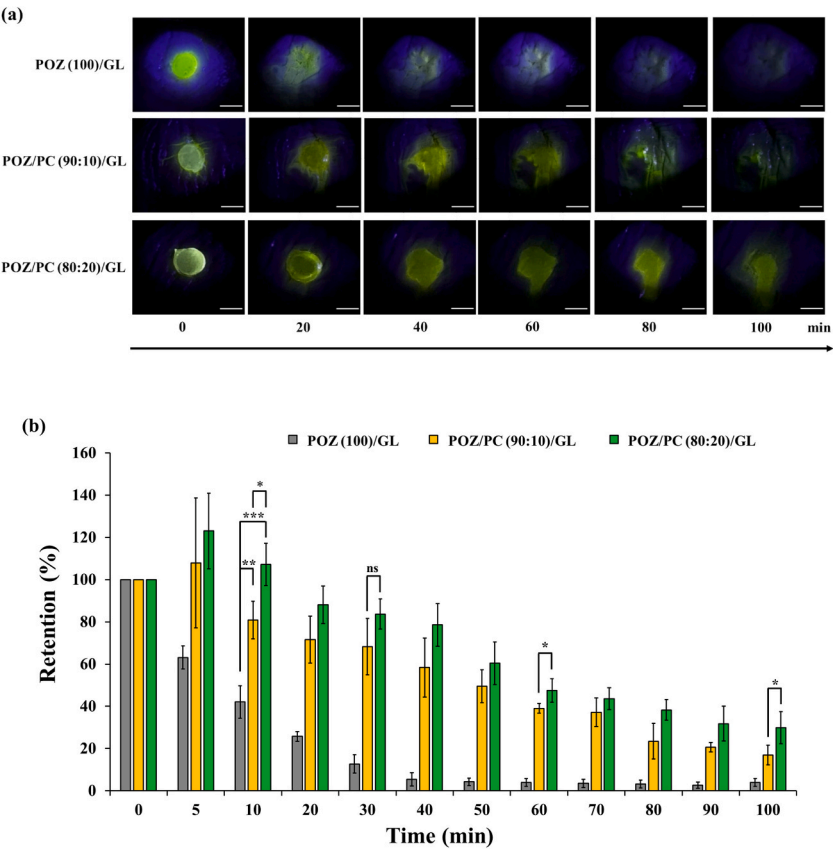 (a)
POZ (100)/GL
POZ/PC (90:10)/GL
POZ/PC (80:20)/GL
0 20 40 60 80 100 min
(b)
POZ (100)/GL POZ/PC (90:10)/GL POZ/PC (80:20)/GL
Retention (%)
160
140
120
100
80
60
40
20
0
*
***
**
ns
*
*
0 5 10 20 30 40 50 60 70 80 90 100
Time (min)